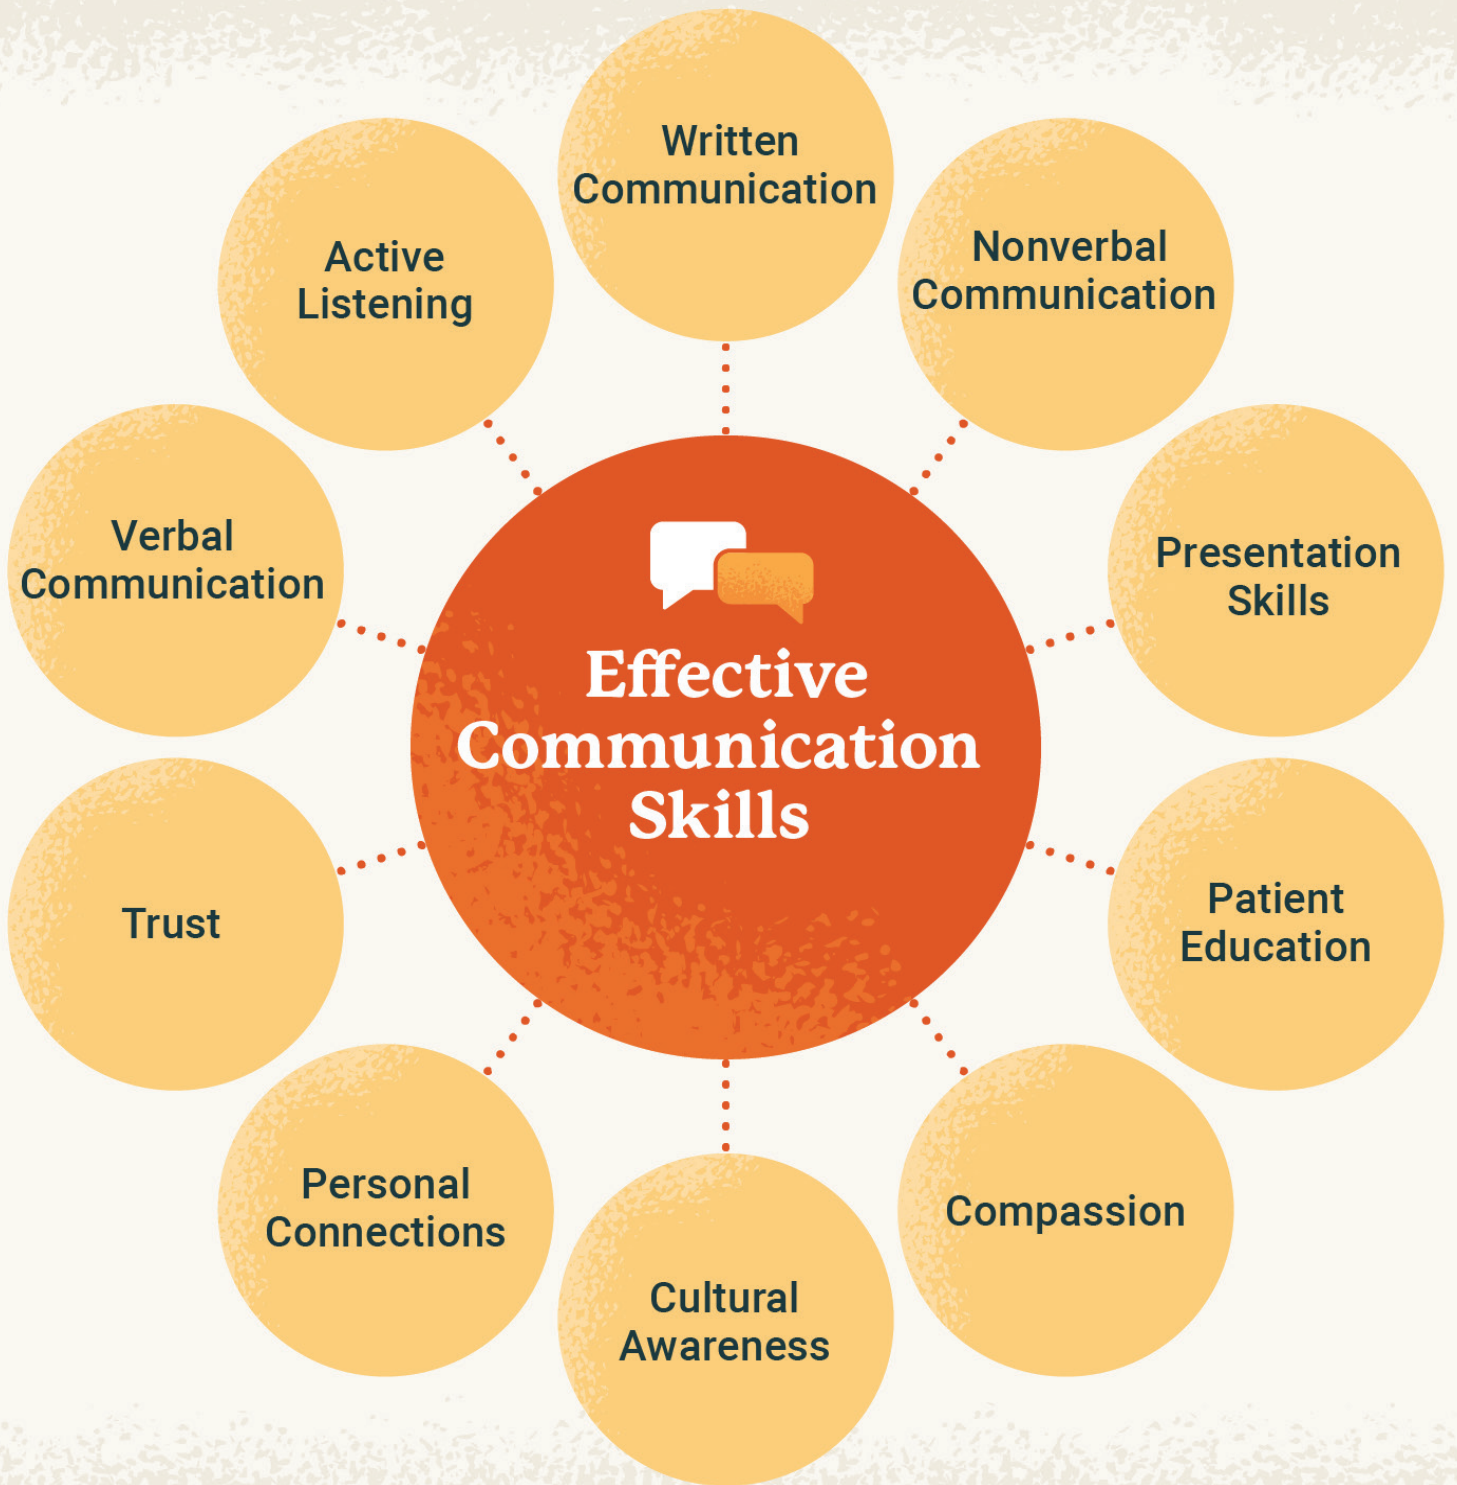 Written
Communication
Nonverbal
Communication
Presentation
Skills
Patient
Education
Compassion
Cultural
Awareness
Personal
Connections
Trust
Verbal
Communication
Active
Listening
Effective
Communication
Skills